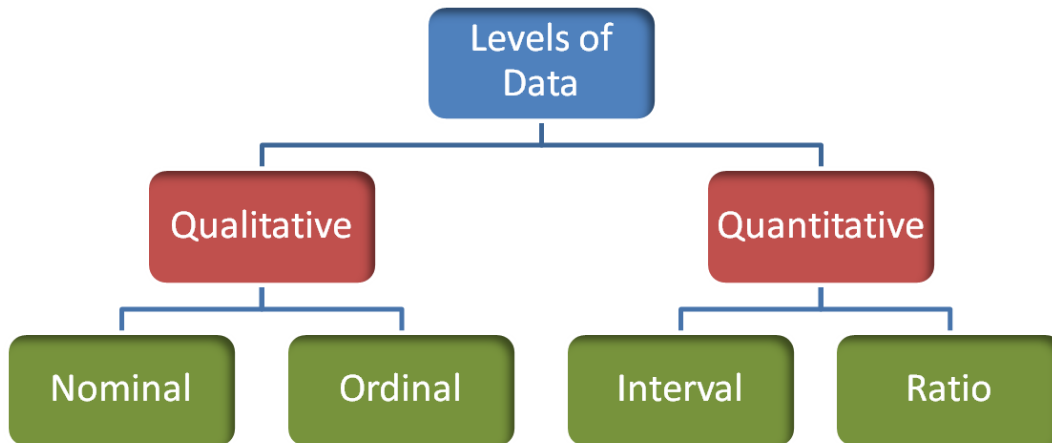 Levels of
Data
Qualitative
Quantitative
Nominal
Ordinal
Interval
Ratio